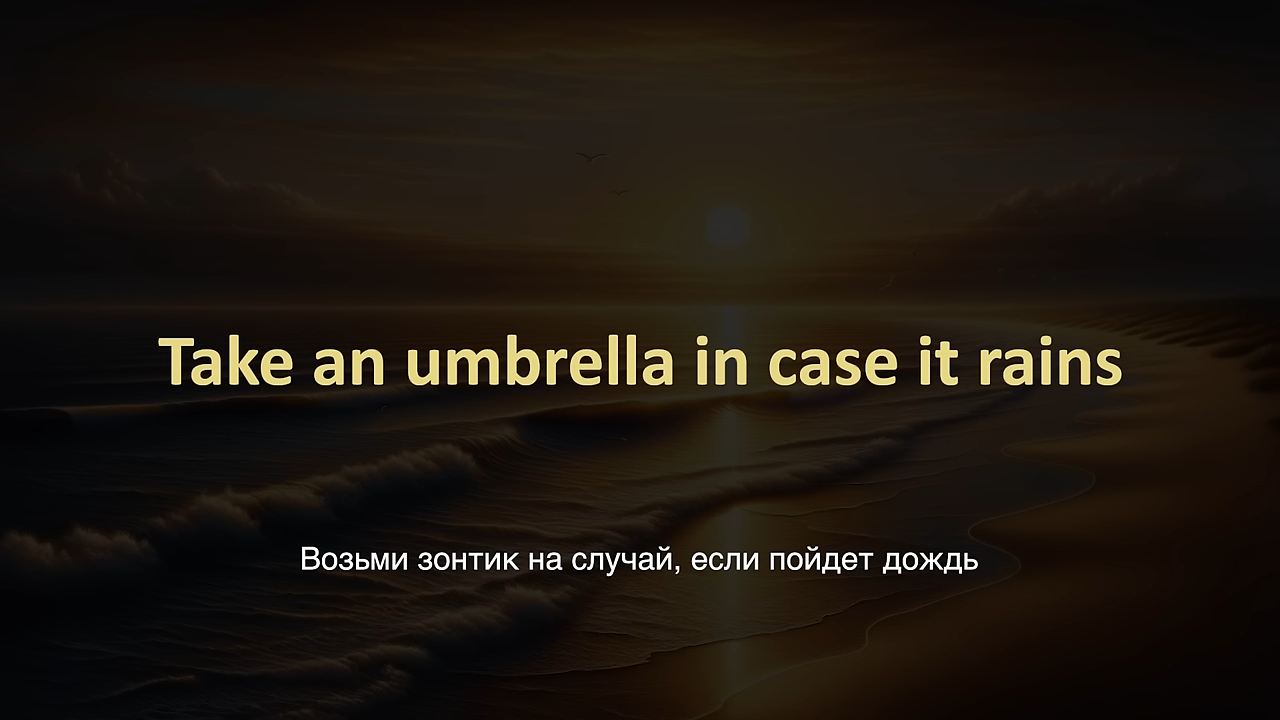 Take an umbrella in case it rains
Возьми зонтик на случай, если пойдет дождь